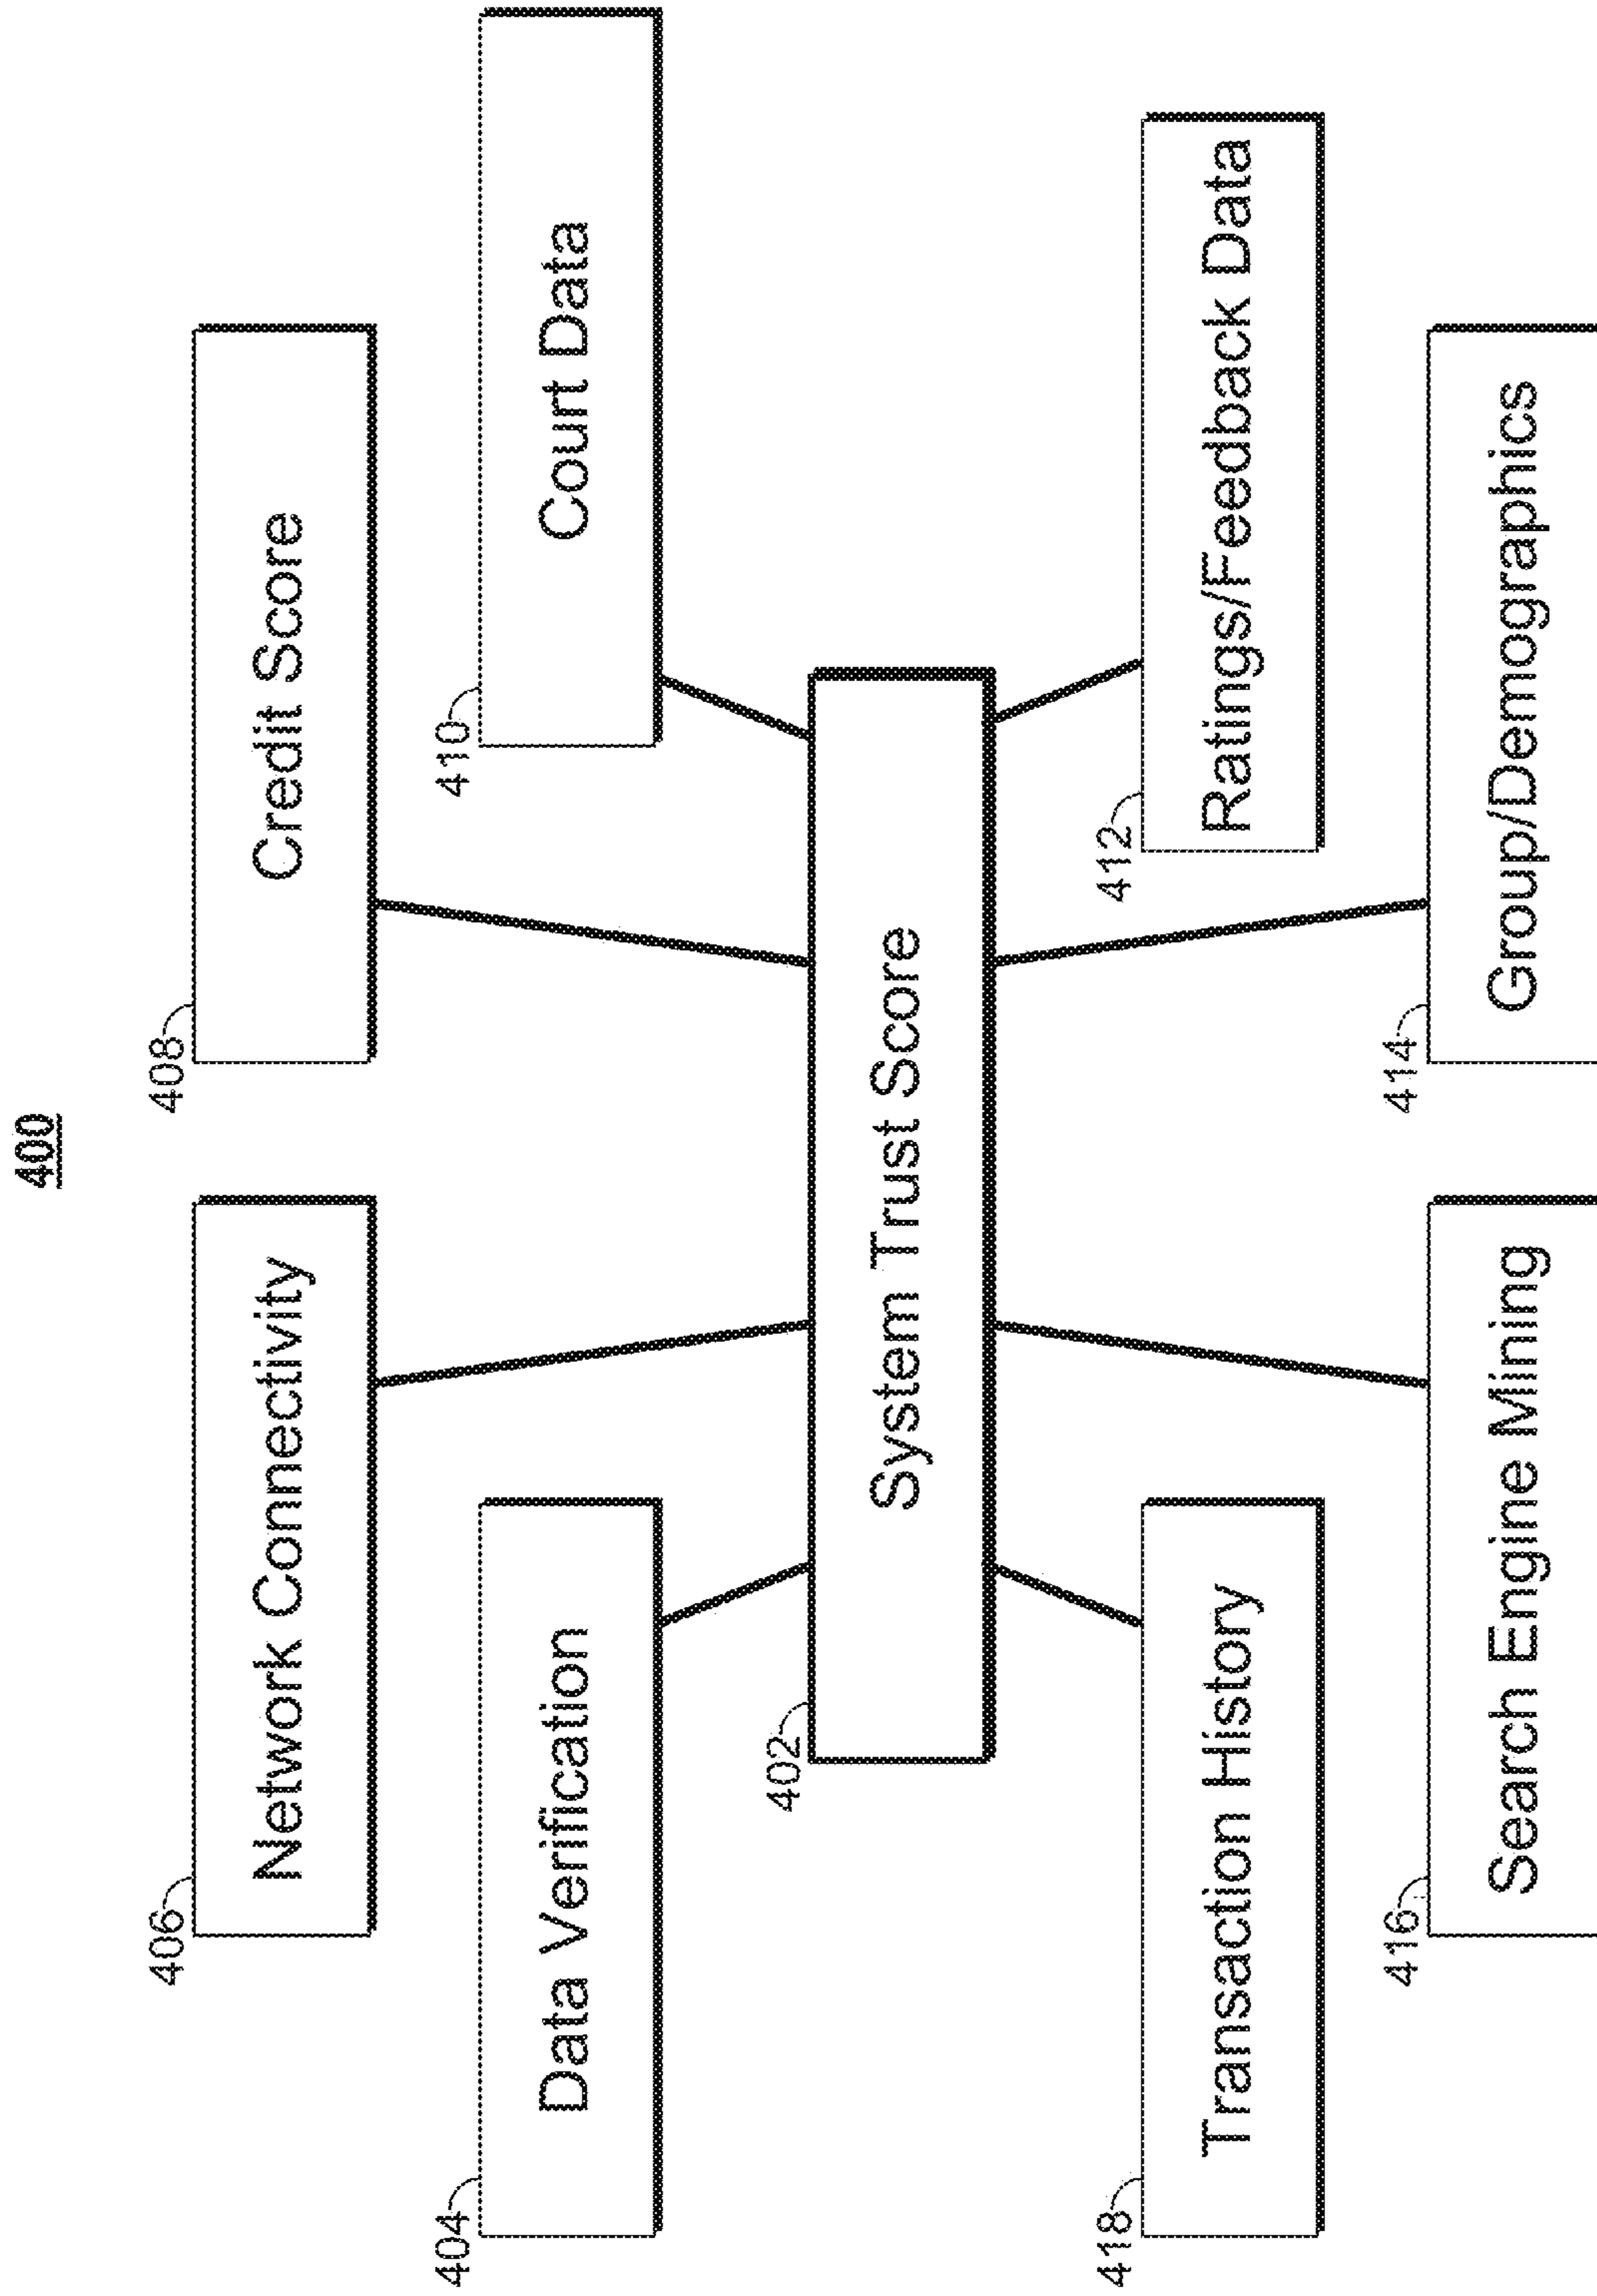 400
406
Network Connectivity
408
Credit Score
404
Data Verification
410
Court Data
402
System Trust Score
418
Transaction History
412
Ratings/Feedback Data
416
Search Engine Mining
414
Group/Demographics